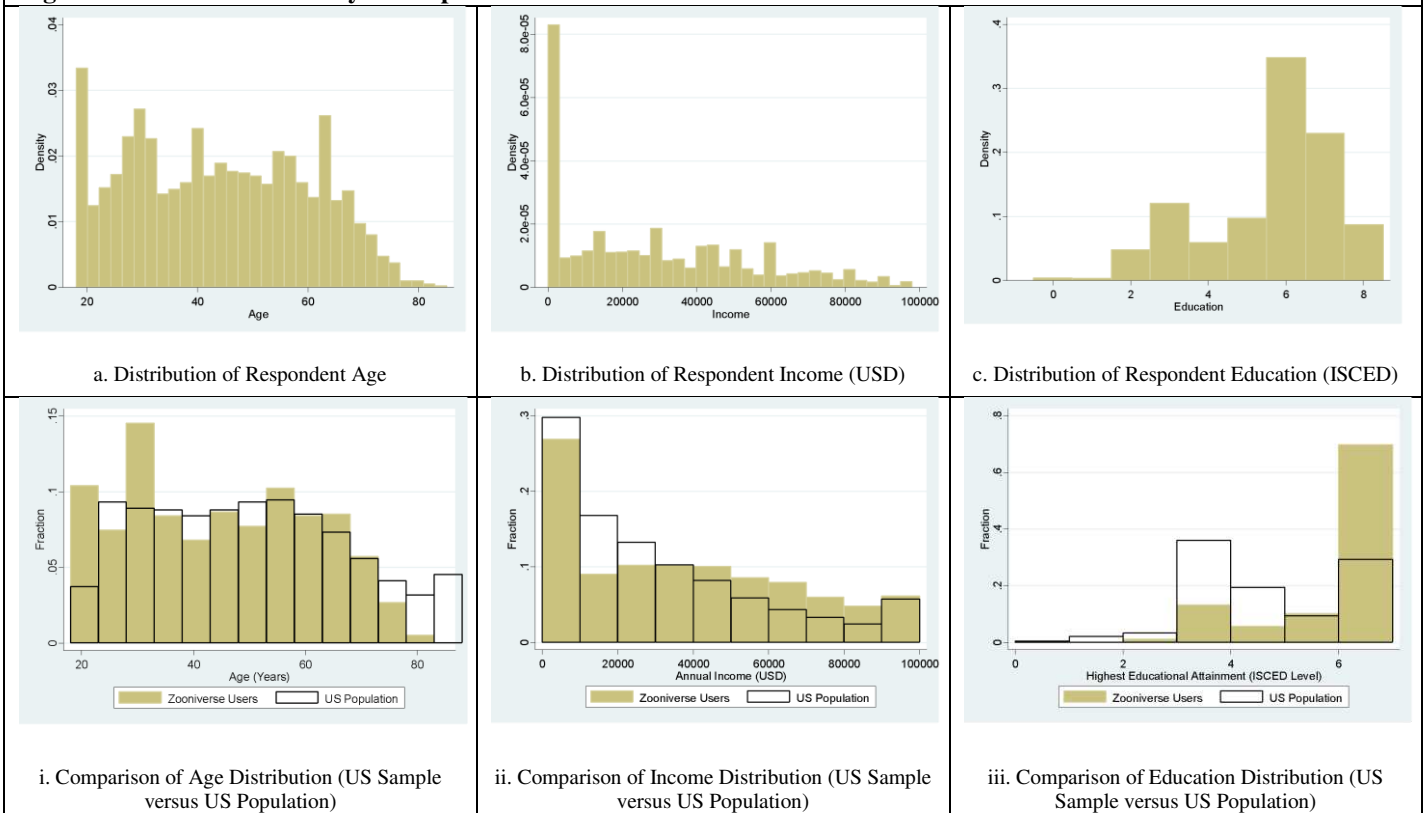 .04
.03
.02
.01
0
Density
20
40
60
80
Age
a. Distribution of Respondent Age
8.0e-05
6.0e-05
4.0e-05
2.0e-05
0
Density
0
20000
40000
60000
80000
100000
Income
b. Distribution of Respondent Income (USD)
.4
.3
.2
.1
0
Density
0
2
4
6
8
Education
c. Distribution of Respondent Education (ISCED)
.15
.1
.05
0
Fraction
20
40
60
80
Age (Years)
Zooniverse Users
US Population
i. Comparison of Age Distribution (US Sample
versus US Population)
.3
.2
.1
0
Fraction
0
20000
40000
60000
80000
100000
Annual Income (USD)
Zooniverse Users
US Population
ii. Comparison of Income Distribution (US Sample
versus US Population)
.8
.6
.4
.2
0
Fraction
0
2
4
6
Highest Educational Attainment (ISCED Level)
Zooniverse Users
US Population
iii. Comparison of Education Distribution (US
Sample versus US Population)